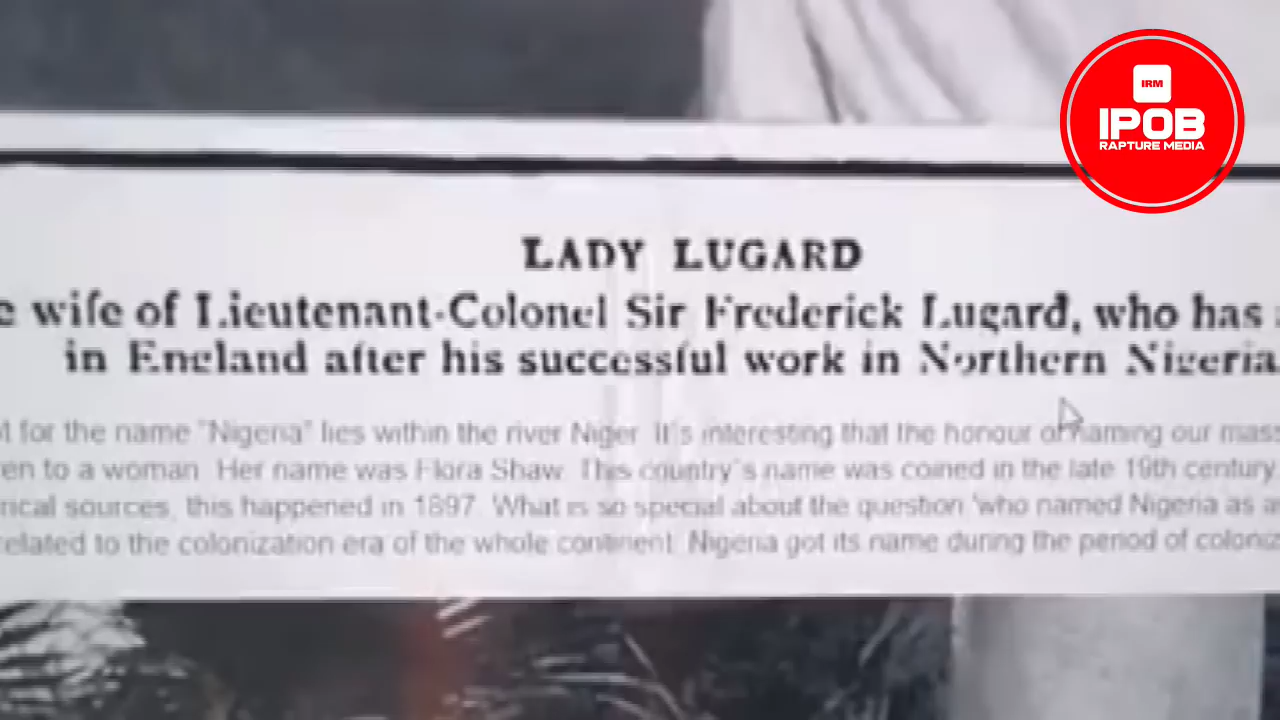 IRM
IPOB
RAPTURE MEDIA
LADY LUGARD
wife of Lieutenant-Colonel Sir Frederick Lugard, who has
in England after his successful work in Northern Nigeria
for the name "Nigeria" lies within the river Niger. It's interesting that the honour of naming our
to a woman. Her name was Flora Shaw. This country's name was coined in the late 19th century
sources, this happened in 1897. What is so special about the question 'who named Nigeria as
related to the colonization era of the whole continent. Nigeria got its name during the period of